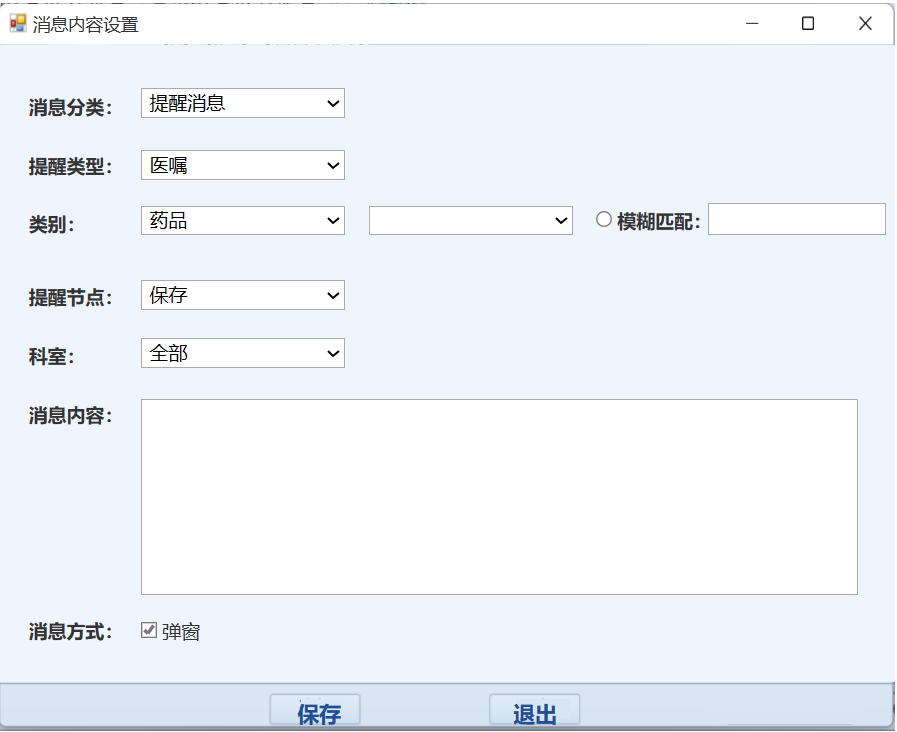 消息内容设置
消息分类： 提醒消息
提醒类型： 医嘱
类别： 药品 模糊匹配：
提醒节点： 保存
科室： 全部
消息内容：
消息方式： 弹窗
保存 退出